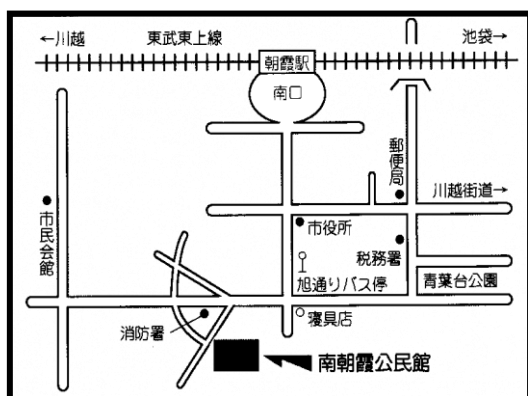 ←川越
東武東上線
池袋→
朝霞駅
南口
郵便局
川越街道→
市民会館
市役所
税務署
旭通りバス停
青葉台公園
消防署
寝具店
南朝霞公民館